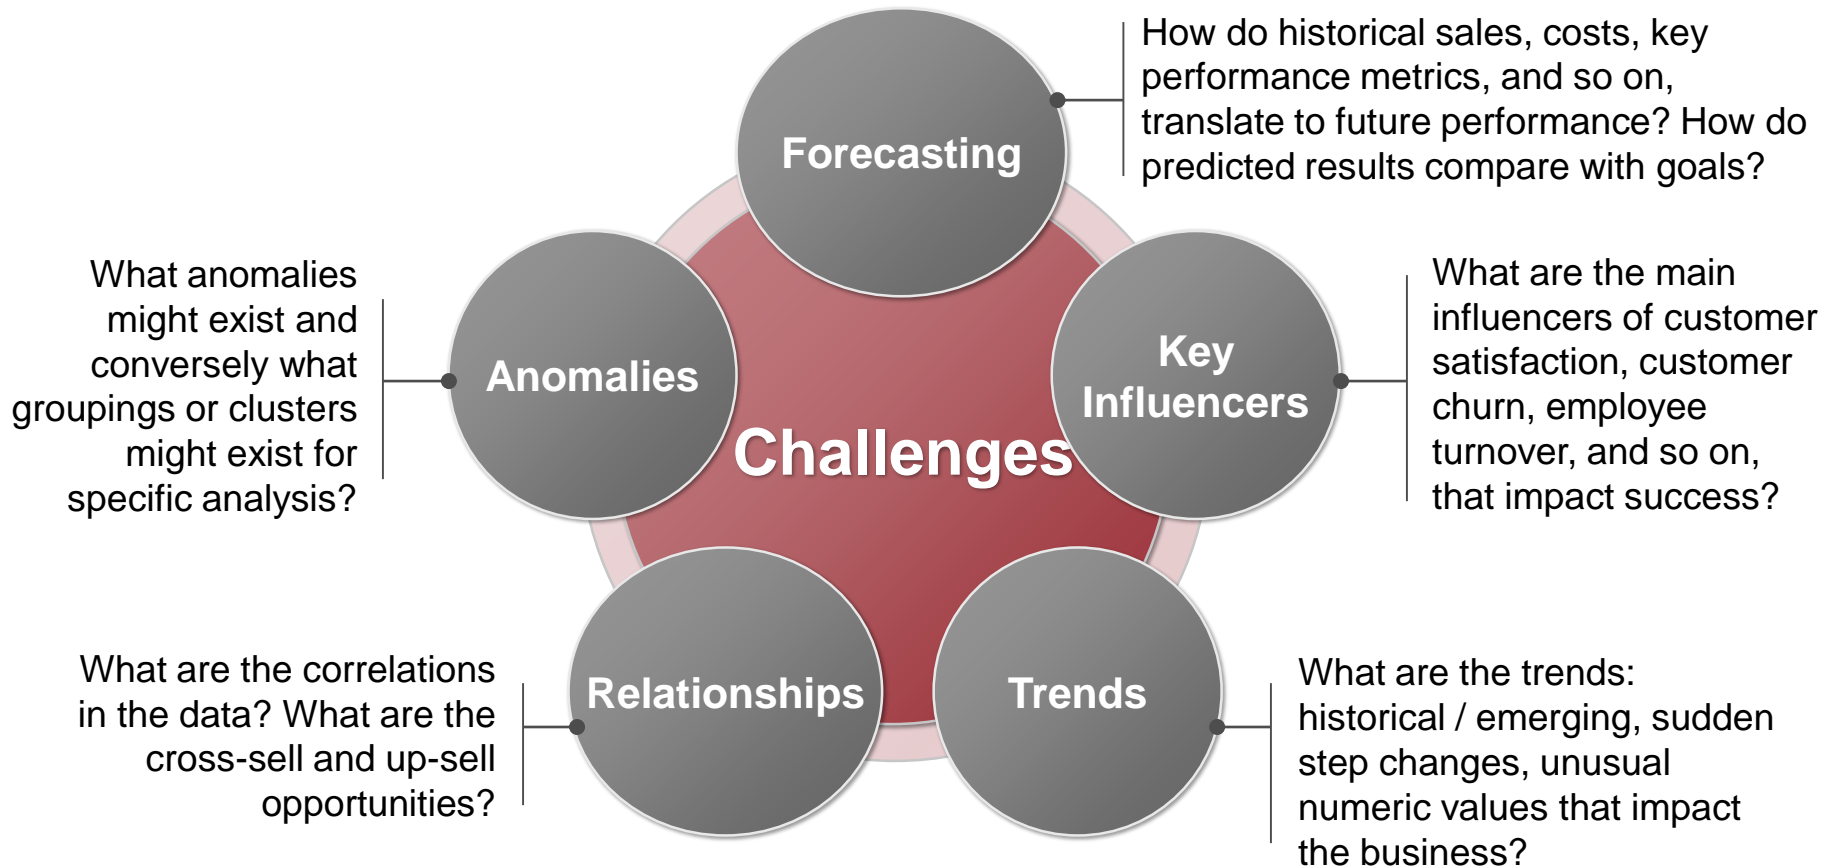 Forecasting
How do historical sales, costs, key
performance metrics, and so on,
translate to future performance? How do
predicted results compare with goals?
What anomalies
might exist and
conversely what
groupings or clusters
might exist for
specific analysis?
Anomalies
Challenges
Key
Influencers
What are the main
influencers of customer
satisfaction, customer
churn, employee
turnover, and so on,
that impact success?
What are the correlations
in the data? What are the
cross-sell and up-sell
opportunities?
Relationships
Trends
What are the trends:
historical / emerging, sudden
step changes, unusual
numeric values that impact
the business?